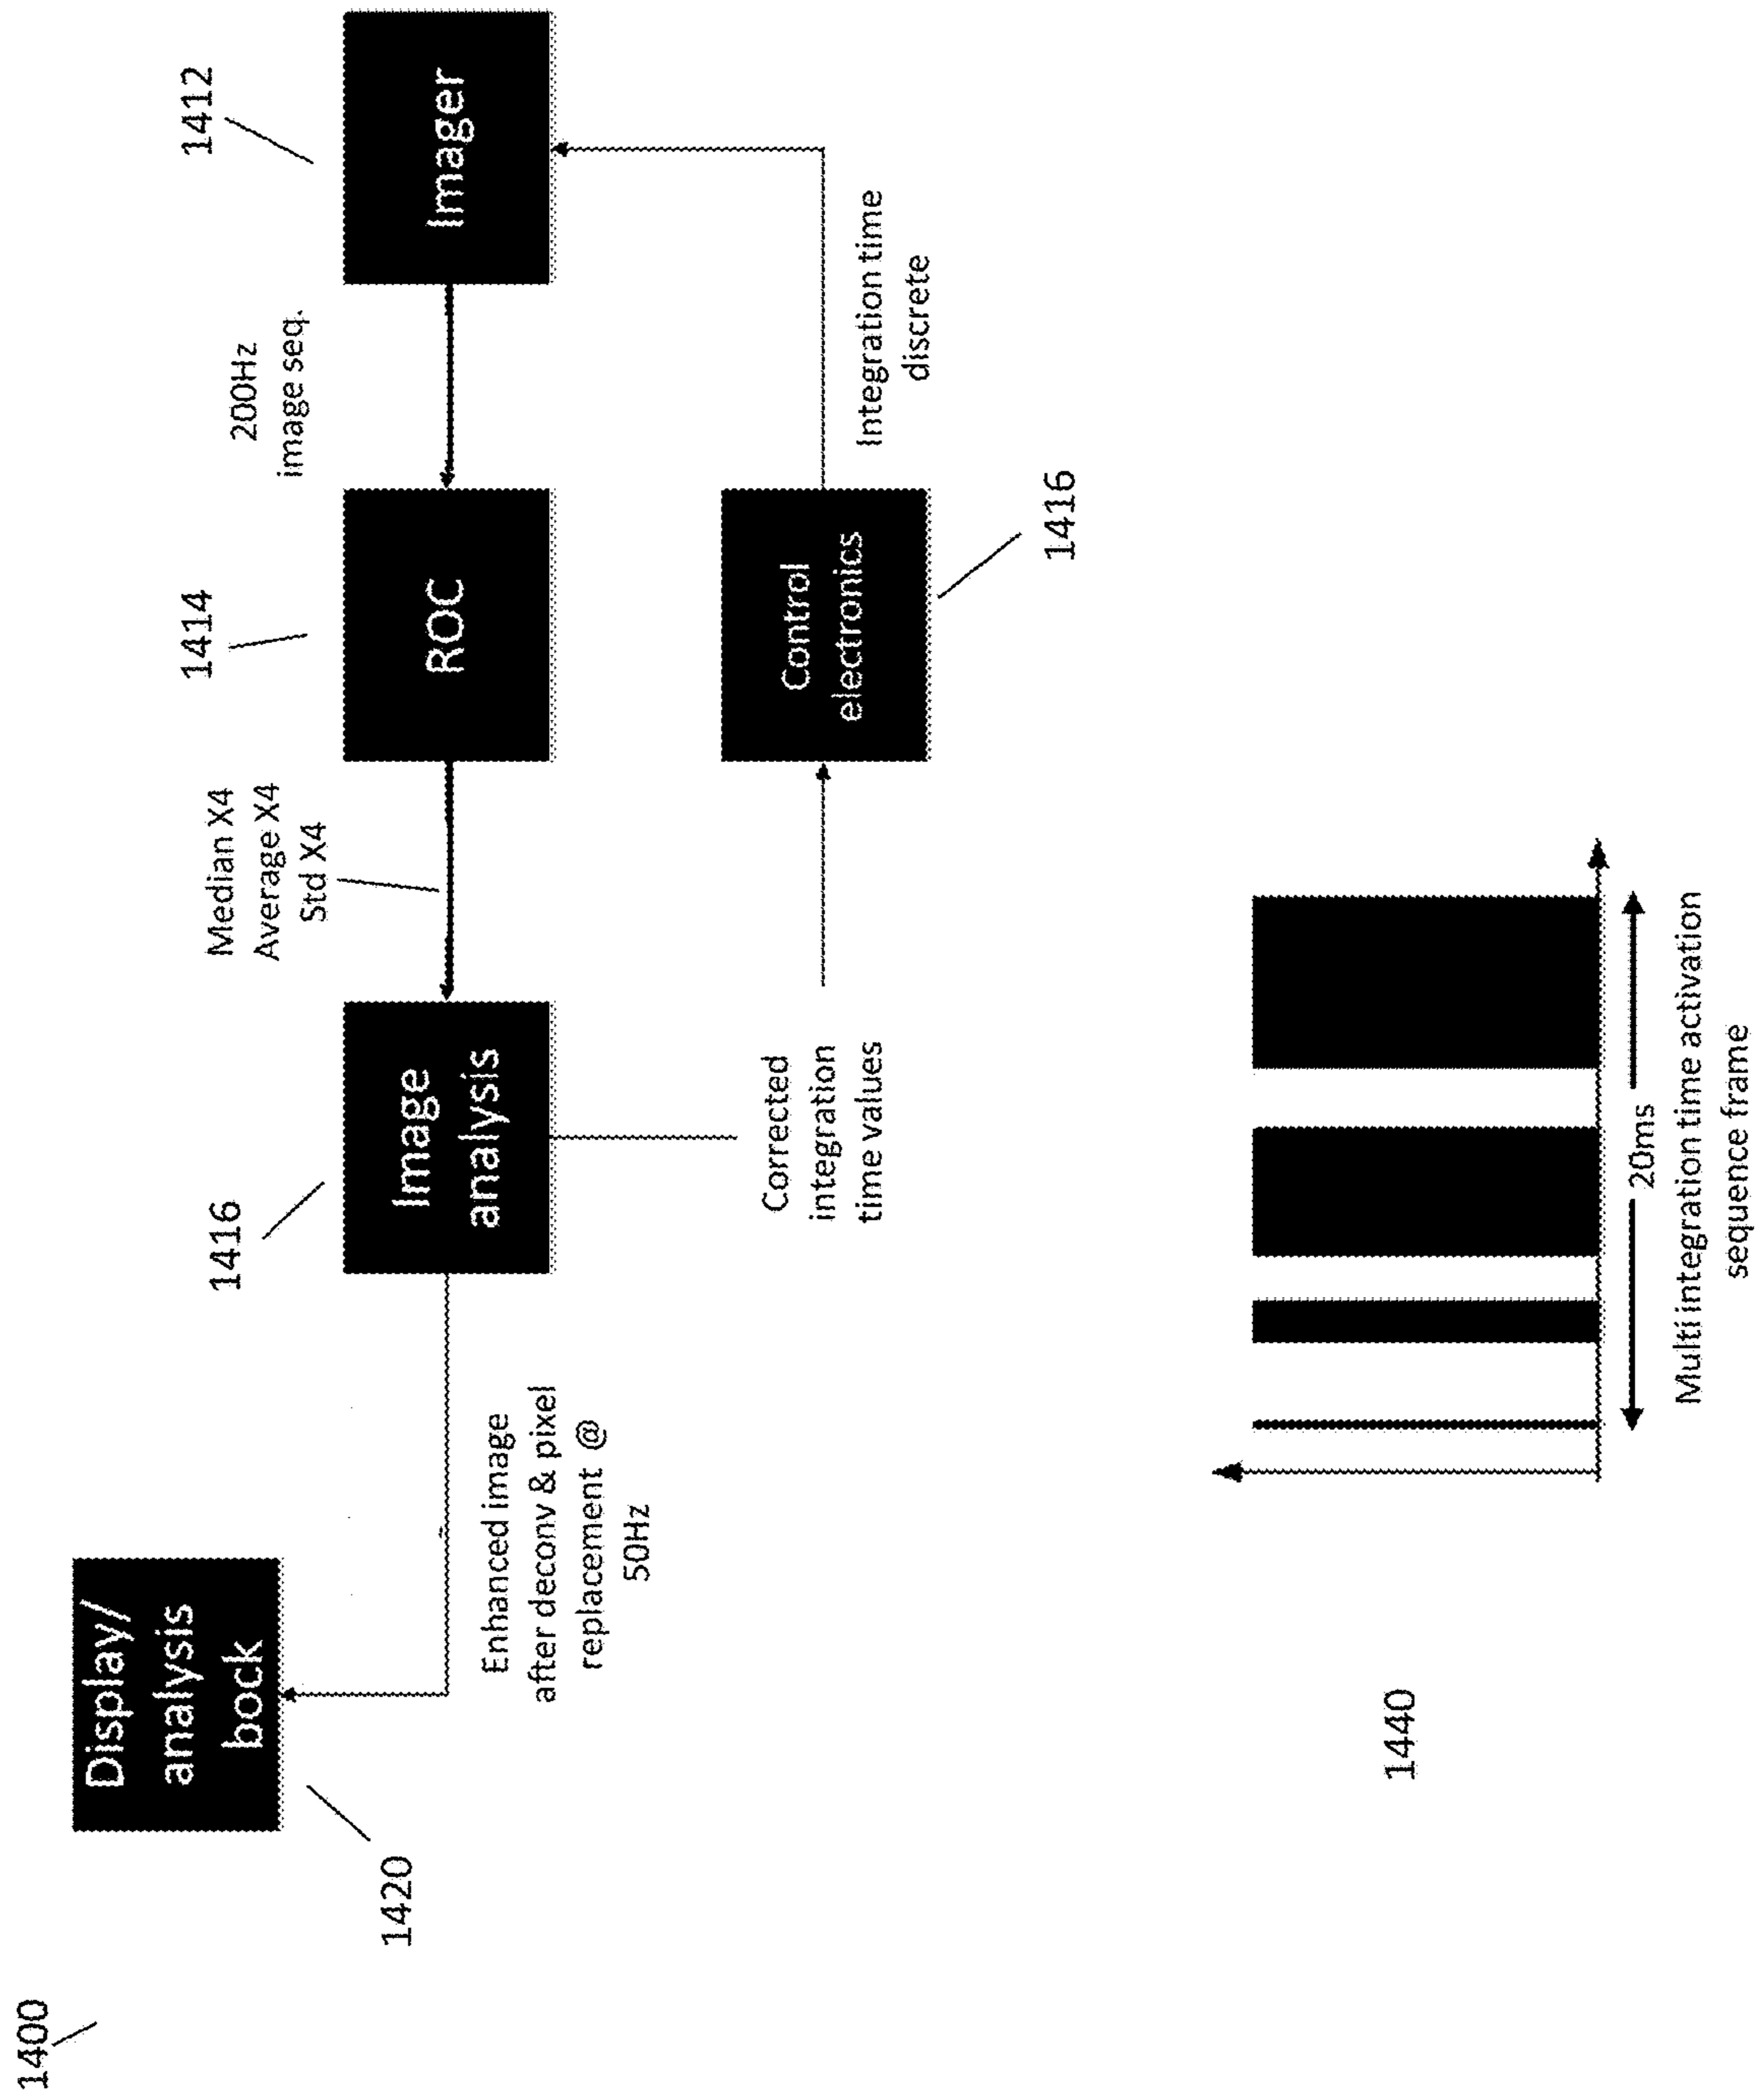 1400
Display/
analysis
bock
1420
Enhanced image
after deconv & pixel
replacement @
50Hz
1416
Image
analysis
Median X4
Average X4
Std X4
1414
ROC
200Hz
image seq.
1412
Imager
Corrected
integration
time values
Control
electronics
1416
Integration time
discrete
1440
20ms
Multi integration time activation
sequence frame